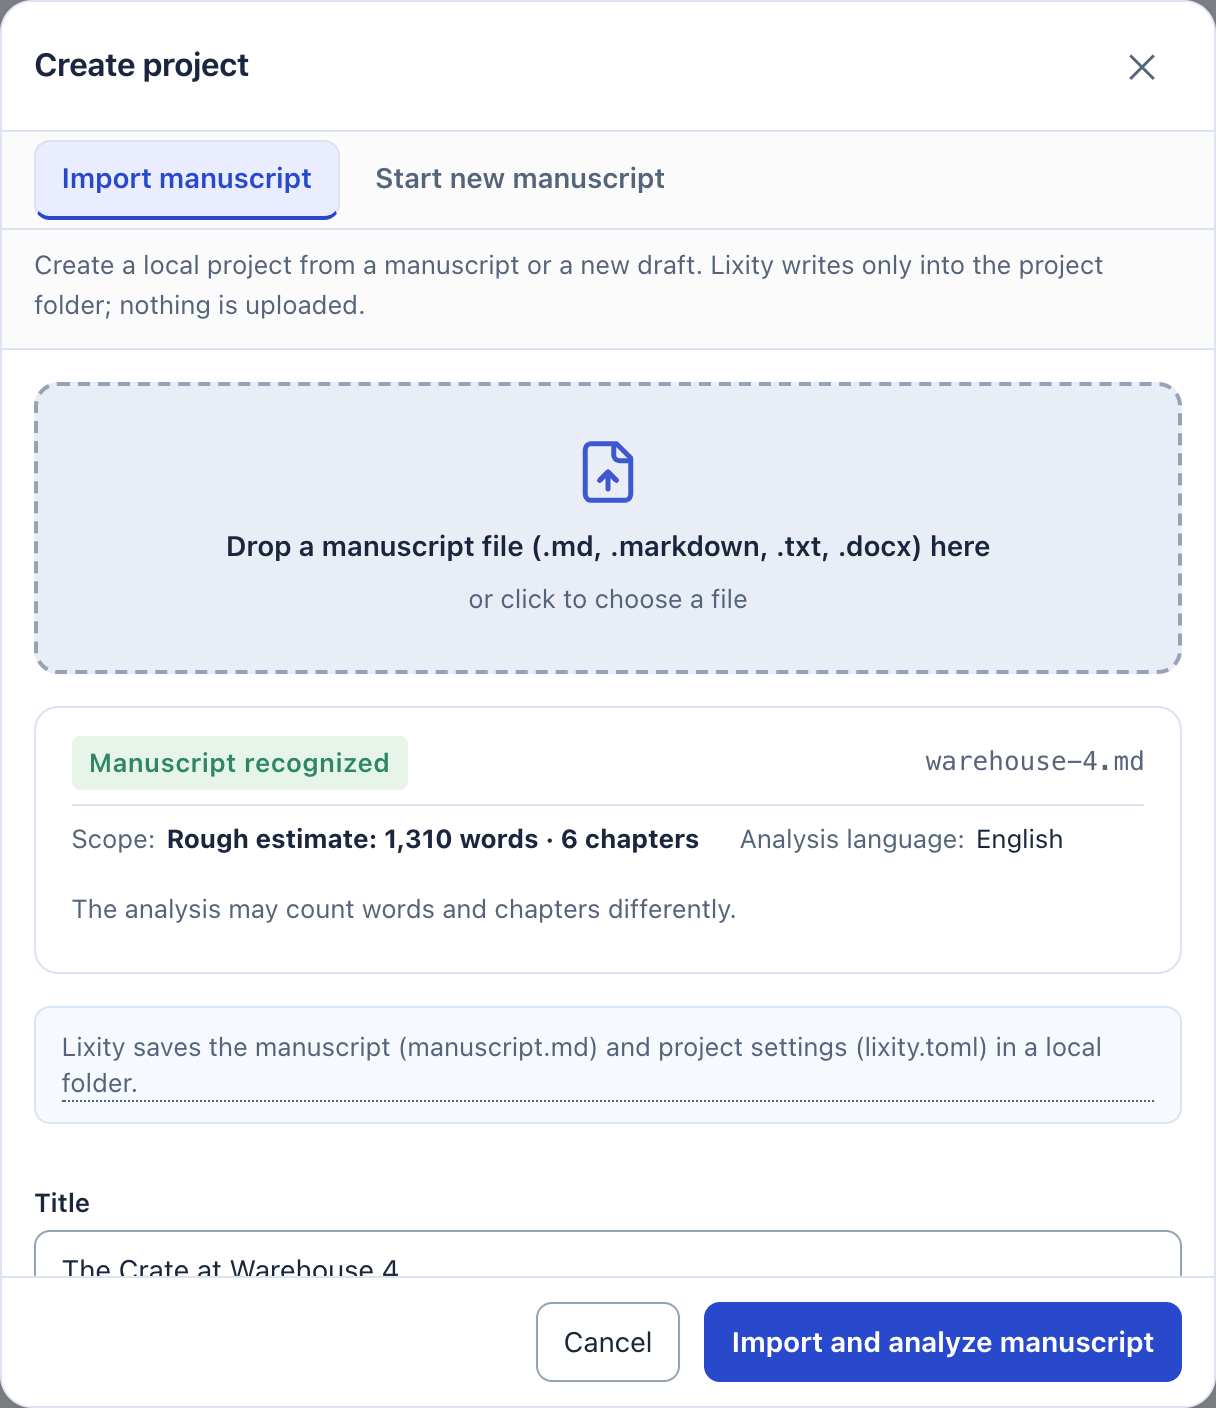 Create project
Import manuscript
Start new manuscript
Create a local project from a manuscript or a new draft. Lixity writes only into the project
folder; nothing is uploaded.
Drop a manuscript file (.md, .markdown, .txt, .docx) here
or click to choose a file
Manuscript recognized
warehouse-4.md
Scope: Rough estimate: 1,310 words · 6 chapters
Analysis language: English
The analysis may count words and chapters differently.
Lixity saves the manuscript (manuscript.md) and project settings (lixity.toml) in a local
folder.
Title
The Crate at Warehouse 4
Cancel
Import and analyze manuscript